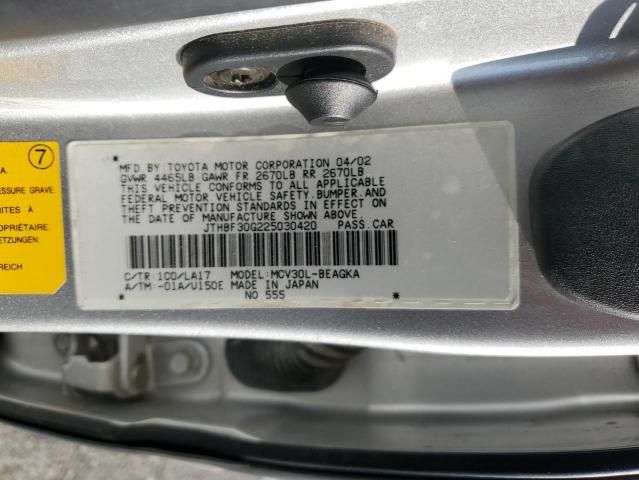 7
A.
ESSURE GRAVE
ITES À
OPRIÉTAIRE.
ETZUNGEN:
REICH
MFD BY TOYOTA MOTOR CORPORATION 04/02
GVWR 4465LB GAWR FR 2670LB RR 2670LB
THIS VEHICLE CONFORMS TO ALL APPLICABLE
FEDERAL MOTOR VEHICLE SAFETY,BUMPER,AND
THEFT PREVENTION STANDARDS IN EFFECT ON
THE DATE OF MANUFACTURE SHOWN ABOVE.
JTHBF30G225030420 PASS.CAR
C/TR:1C0/LA17 MODEL:MCV30L-BEAGKA
A/TM:-01A/U150E MADE IN JAPAN
NO 555